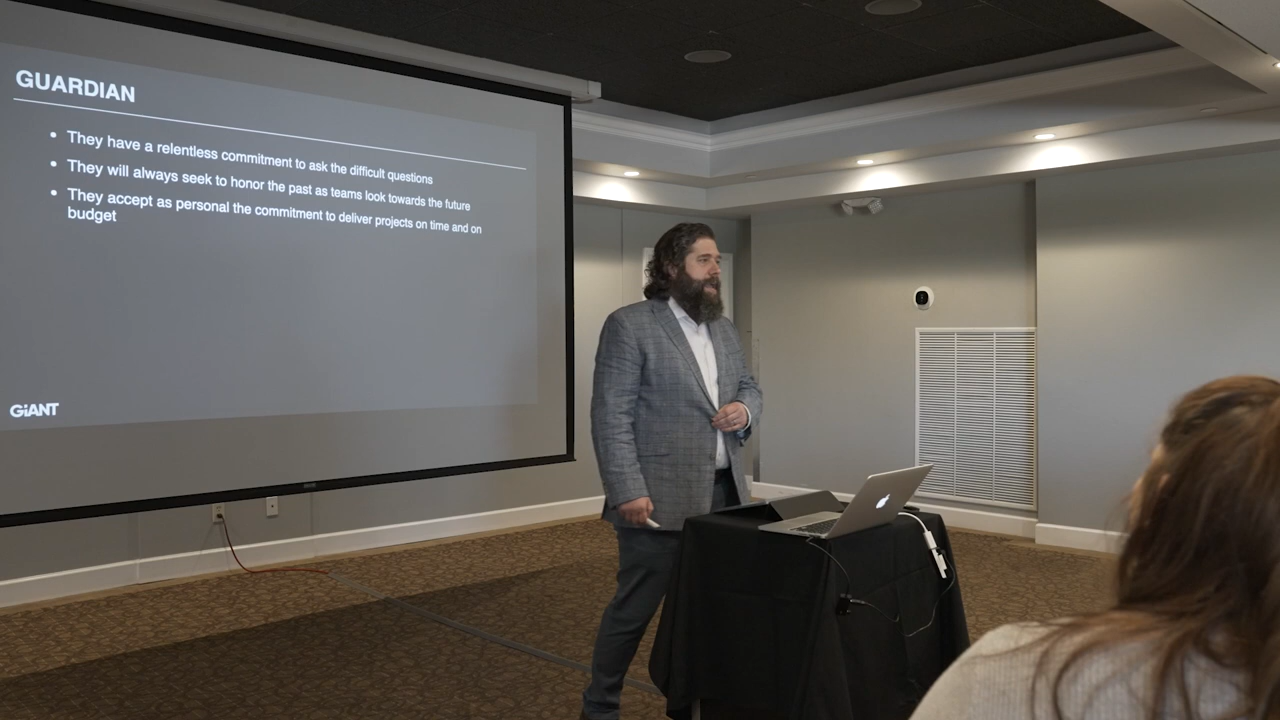 GUARDIAN
• They have a relentless commitment to ask the difficult questions
• They will always seek to honor the past as teams look towards the future
• They accept as personal the commitment to deliver projects on time and on
budget
GiANT